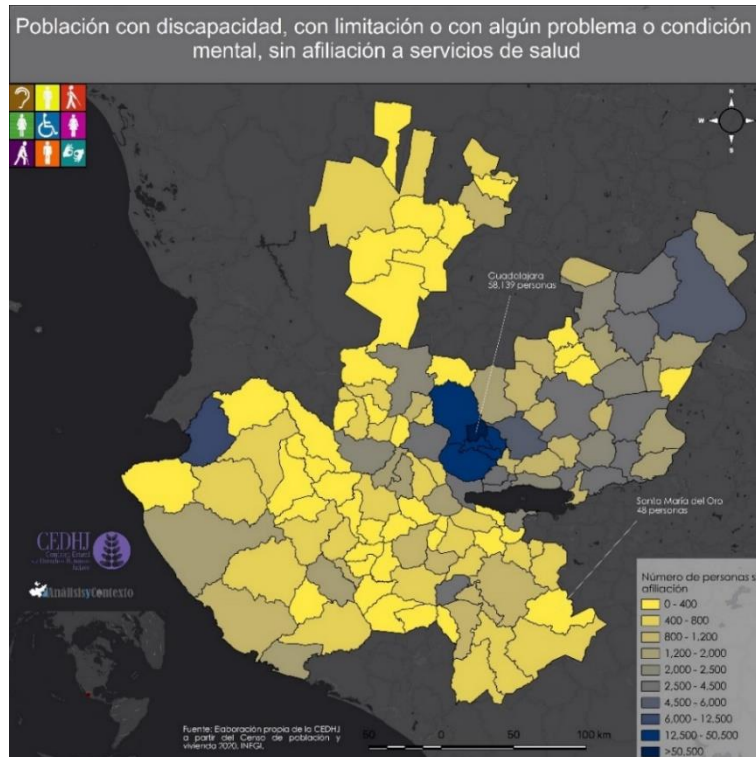 Población con discapacidad, con limitación o con algún problema o condición
mental, sin afiliación a servicios de salud
N
W
S
Guadalajara
58,139 personas
Santa María del Oro
48 personas
CEDHJ
AnálisisyContexto
Número de personas s
afiliación
0 - 400
400 - 800
800 - 1,200
1,200 - 2,000
2,000 - 2,500
2,500 - 4,500
4,500 - 6,000
6,000 - 12,500
12,500 - 50,500
>50,500
Fuente: Elaboración propia de la CEDHJ
a partir del Censo de población y
vivienda 2020, INEGI.
50
0
50
100 km